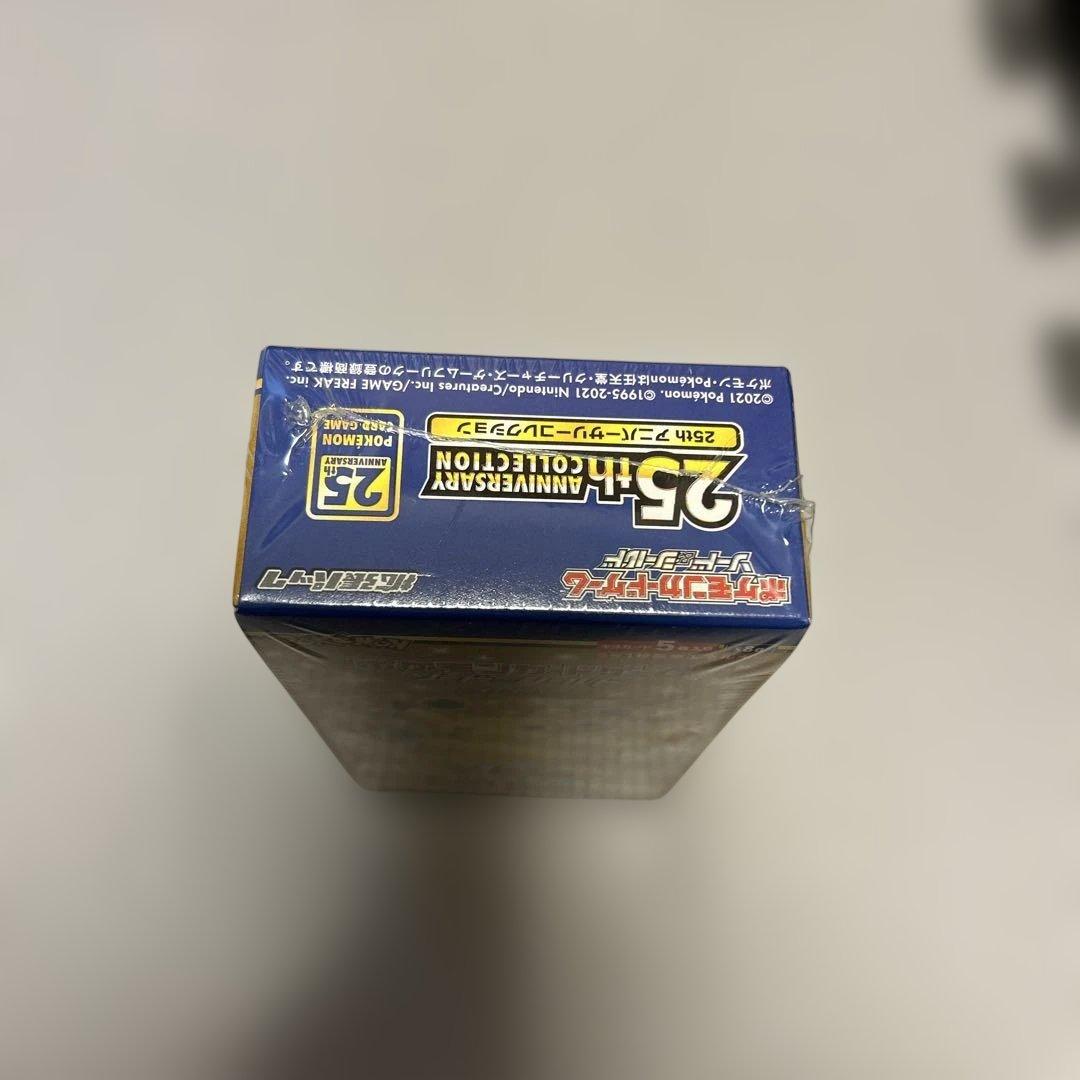 ポケモンカードゲーム
ソード&シールド
拡張パック
25th
ANNIVERSARY
COLLECTION
25th アニバーサリーコレクション
25th
ANNIVERSARY
POKÉMON
CARD GAME
©2021 Pokémon. ©1995-2021 Nintendo/Creatures Inc./GAME FREAK inc.
ポケモン・Pokémonは任天堂・クリーチャーズ・ゲームフリークの登録商標です。